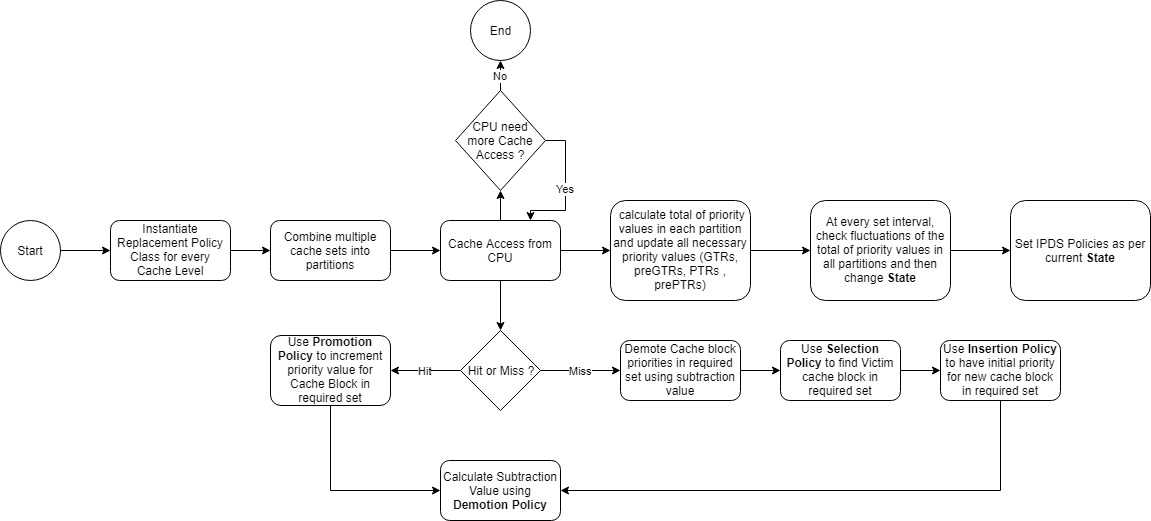 End
No
CPU need
more Cache
Access ?
Yes
Start
Instantiate
Replacement Policy
Class for every
Cache Level
Combine multiple
cache sets into
partitions
Cache Access from
CPU
calculate total of priority
values in each partition
and update all necessary
priority values (GTRs,
preGTRs, PTRs ,
prePTRs)
At every set interval,
check fluctuations of the
total of priority values in
all partitions and then
change State
Set IPDS Policies as per
current State
Use Promotion
Policy to increment
priority value for
Cache Block in
required set
Hit
Hit or Miss ?
Miss
Demote Cache block
priorities in required
set using subtraction
value
Use Selection
Policy to find Victim
cache block in
required set
Use Insertion Policy
to have initial priority
for new cache block
in required set
Calculate Subtraction
Value using
Demotion Policy